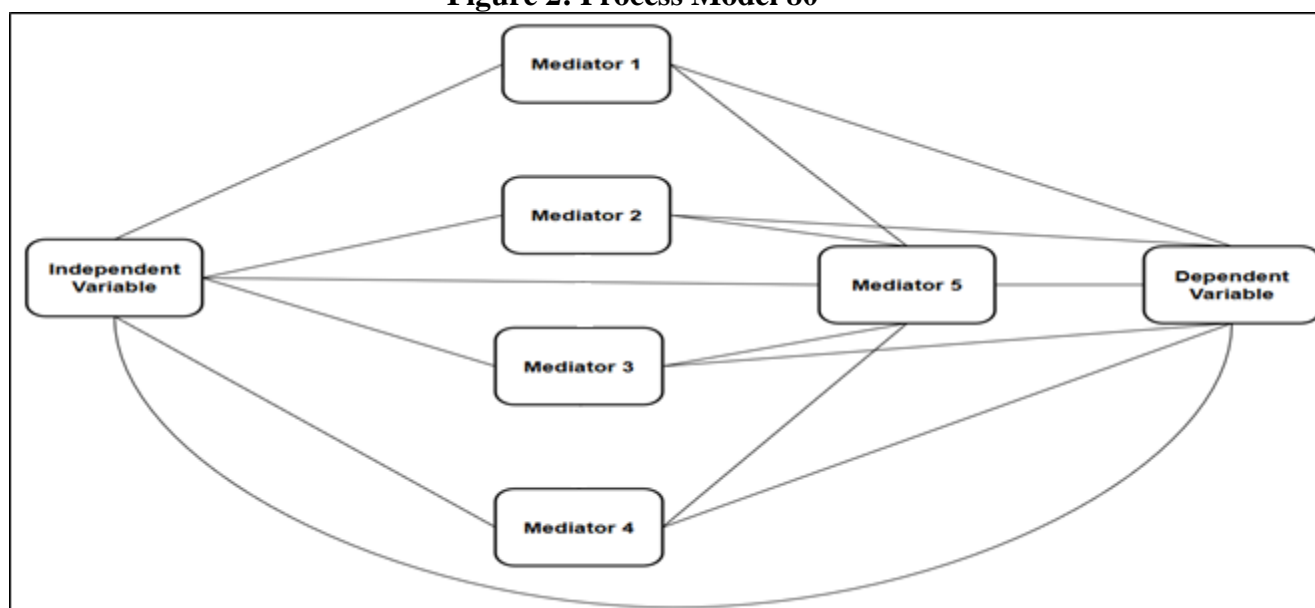 Figure 2: Process Model 80
Mediator 1
Mediator 2
Independent
Variable
Mediator 5
Dependent
Variable
Mediator 3
Mediator 4